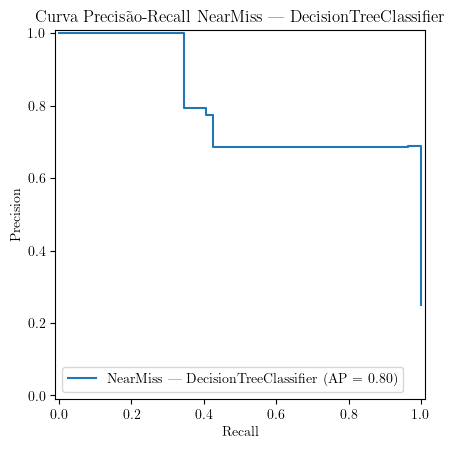 Curva Precisão-Recall NearMiss — DecisionTreeClassifier
1.0
0.8
0.6
0.4
0.2
0.0
Precision
NearMiss — DecisionTreeClassifier (AP = 0.80)
0.0 0.2 0.4 0.6 0.8 1.0
Recall